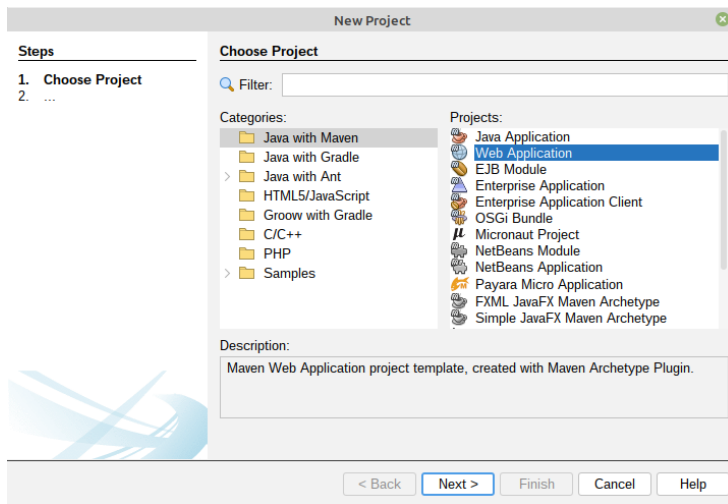 New Project
Steps
1. Choose Project
2. ...
Choose Project
Filter:
Categories:
Java with Maven
Java with Gradle
Java with Ant
HTML5/JavaScript
Groow with Gradle
C/C++
PHP
Samples
Projects:
Java Application
Web Application
EJB Module
Enterprise Application
Enterprise Application Client
OSGi Bundle
μ Micronaut Project
NetBeans Module
NetBeans Application
Payara Micro Application
FXML JavaFX Maven Archetype
Simple JavaFX Maven Archetype
Description:
Maven Web Application project template, created with Maven Archetype Plugin.
< Back
Next >
Finish
Cancel
Help